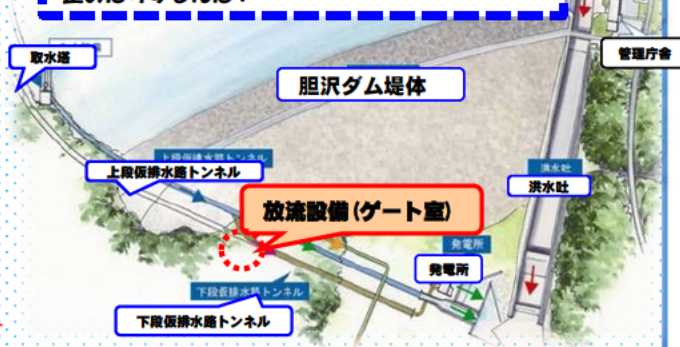 取水塔
管理庁舎
胆沢ダム堤体
上段仮排水路トンネル
上段仮排水路トンネル
洪水吐
洪水吐
放流設備(ゲート室)
発電所
発電所
下段仮排水路トンネル
下段仮排水路トンネル